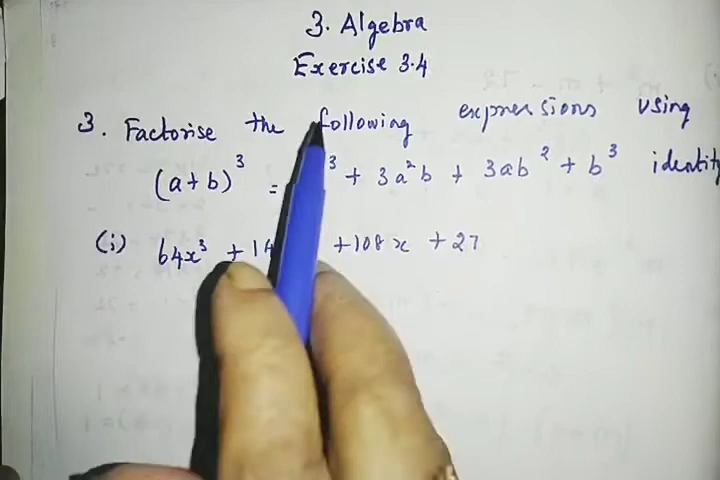 3. Algebra
Exercise 3.4
3. Factorise the following expressions using
(a+b)³ = ³ + 3a²b + 3ab² + b³ identity
(i) 64x³ + 14 +108x + 27